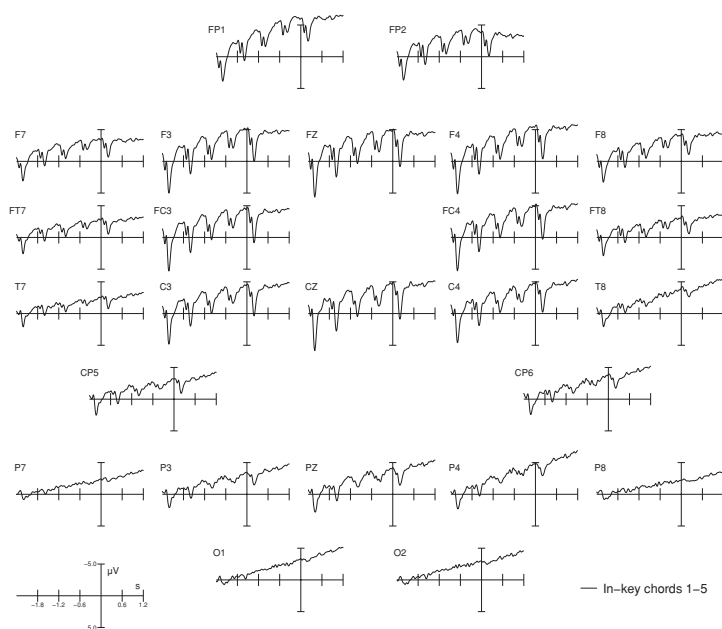 FP1 FP2
F7 F3 FZ F4 F8
FT7 FC3 FC4 FT8
T7 C3 CZ C4 T8
CP5 CP6
P7 P3 PZ P4 P8
O1 O2
−5.0
µV
s
−1.8 −1.2 −0.6 0.6 1.2
5.0
In−key chords 1−5